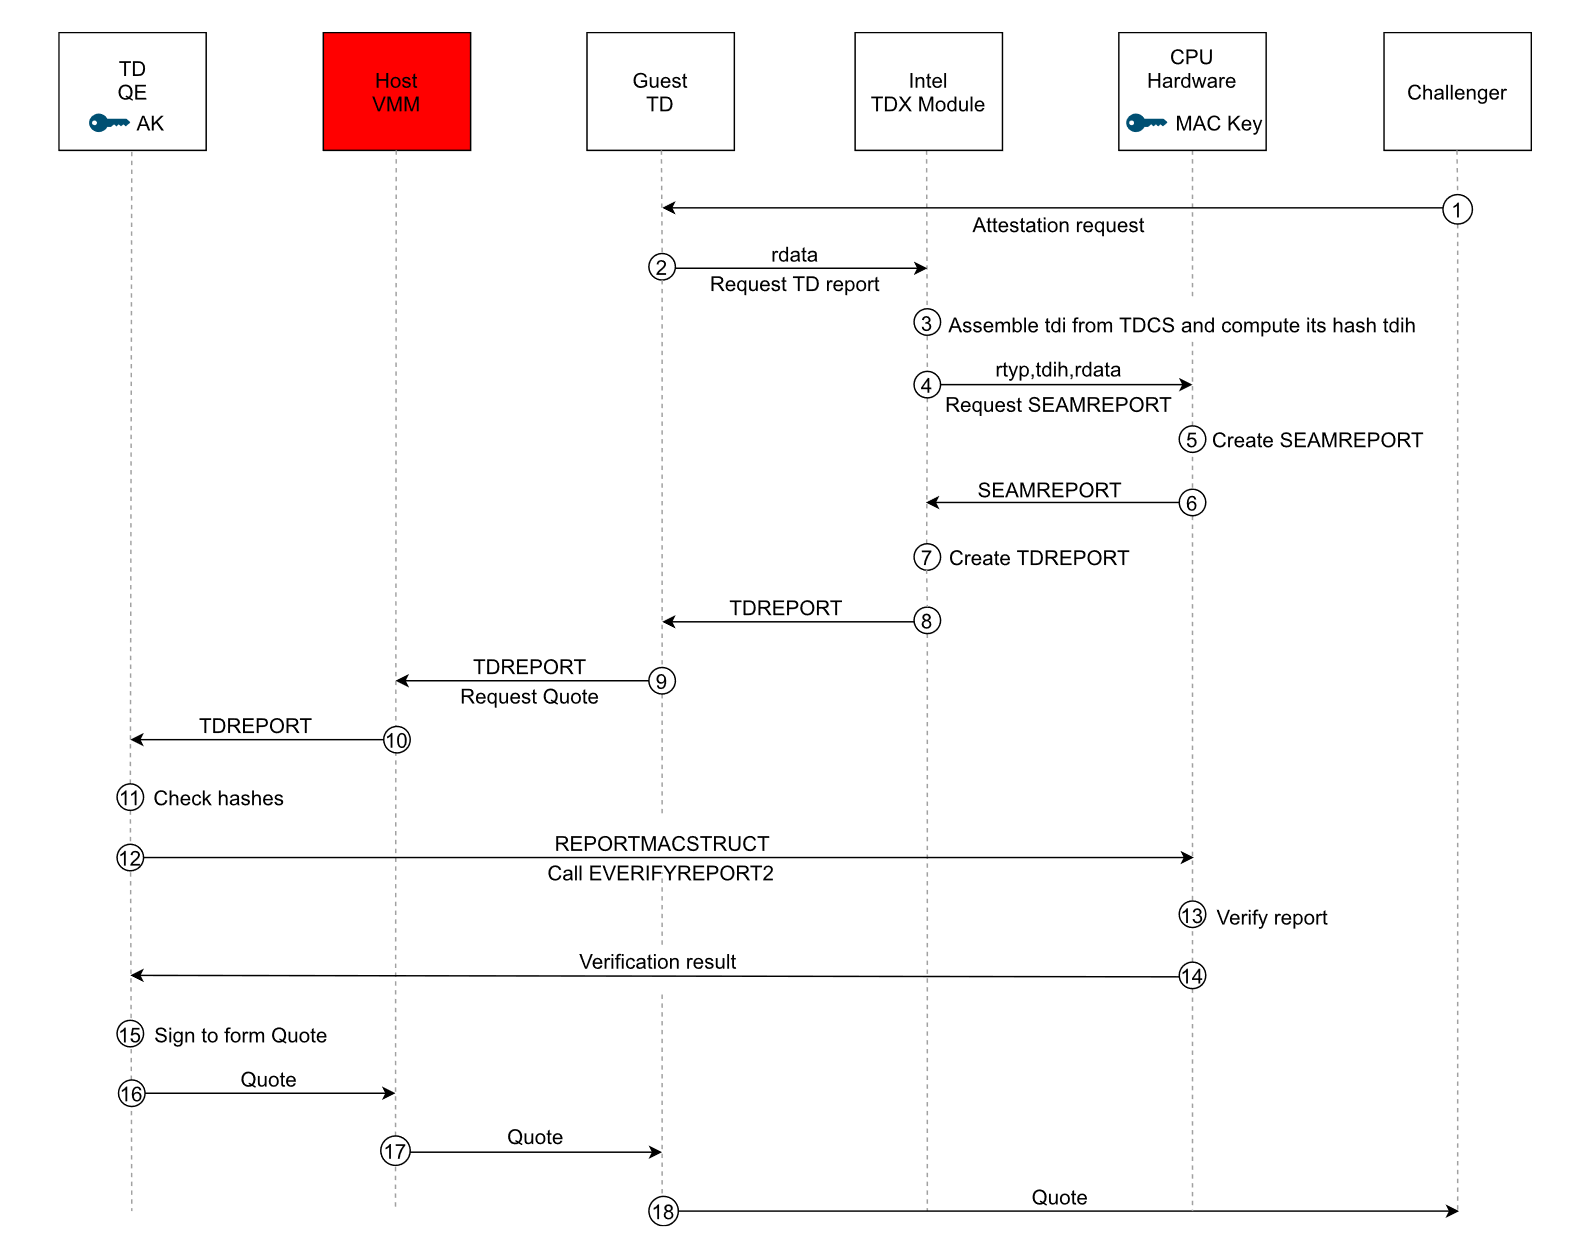 TD
QE
AK
Host
VMM
Guest
TD
Intel
TDX Module
CPU
Hardware
MAC Key
Challenger
1
Attestation request
2
rdata
Request TD report
3 Assemble tdi from TDCS and compute its hash tdih
4
rtyp,tdih,rdata
Request SEAMREPORT
5 Create SEAMREPORT
SEAMREPORT
6
7 Create TDREPORT
TDREPORT
8
TDREPORT
9
Request Quote
TDREPORT
10
11 Check hashes
REPORTMACSTRUCT
12
Call EVERIFYREPORT2
13 Verify report
Verification result
14
15 Sign to form Quote
Quote
16
Quote
17
Quote
18